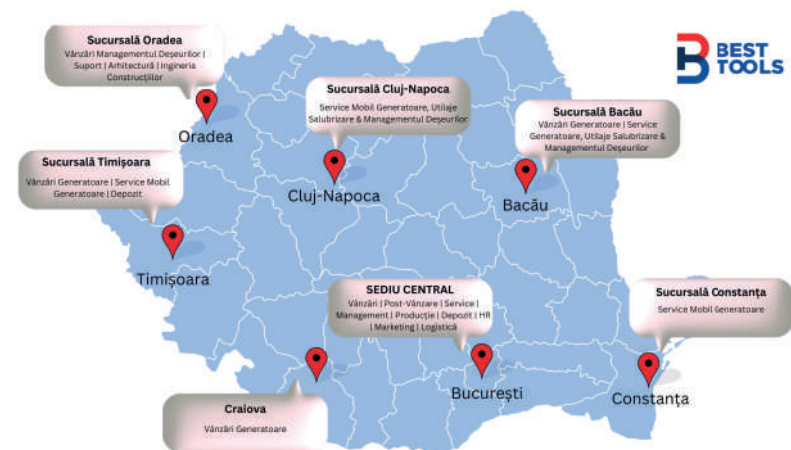 BEST
TOOLS
Sucursală Oradea
Vânzări Managementul Deșeurilor |
Suport | Arhitectură | Ingineria
Construcțiilor
Oradea
Sucursală Cluj-Napoca
Service Mobil Generatoare, Utilaje
Salubrizare & Managementul Deșeurilor
Cluj-Napoca
Sucursală Bacău
Vânzări Generatoare | Service
Generatoare, Utilaje Salubrizare &
Managementul Deseurilor
Bacău
Sucursală Timișoara
Vânzări Generatoare | Service Mobil
Generatoare | Depozit
Timișoara
SEDIU CENTRAL
Vânzări | Post-Vânzare | Service |
Management | Producție | Depozit | HR
| Marketing | Logistică
București
Sucursală Constanța
Service Mobil Generatoare
Constanța
Craiova
Vânzări Generatoare